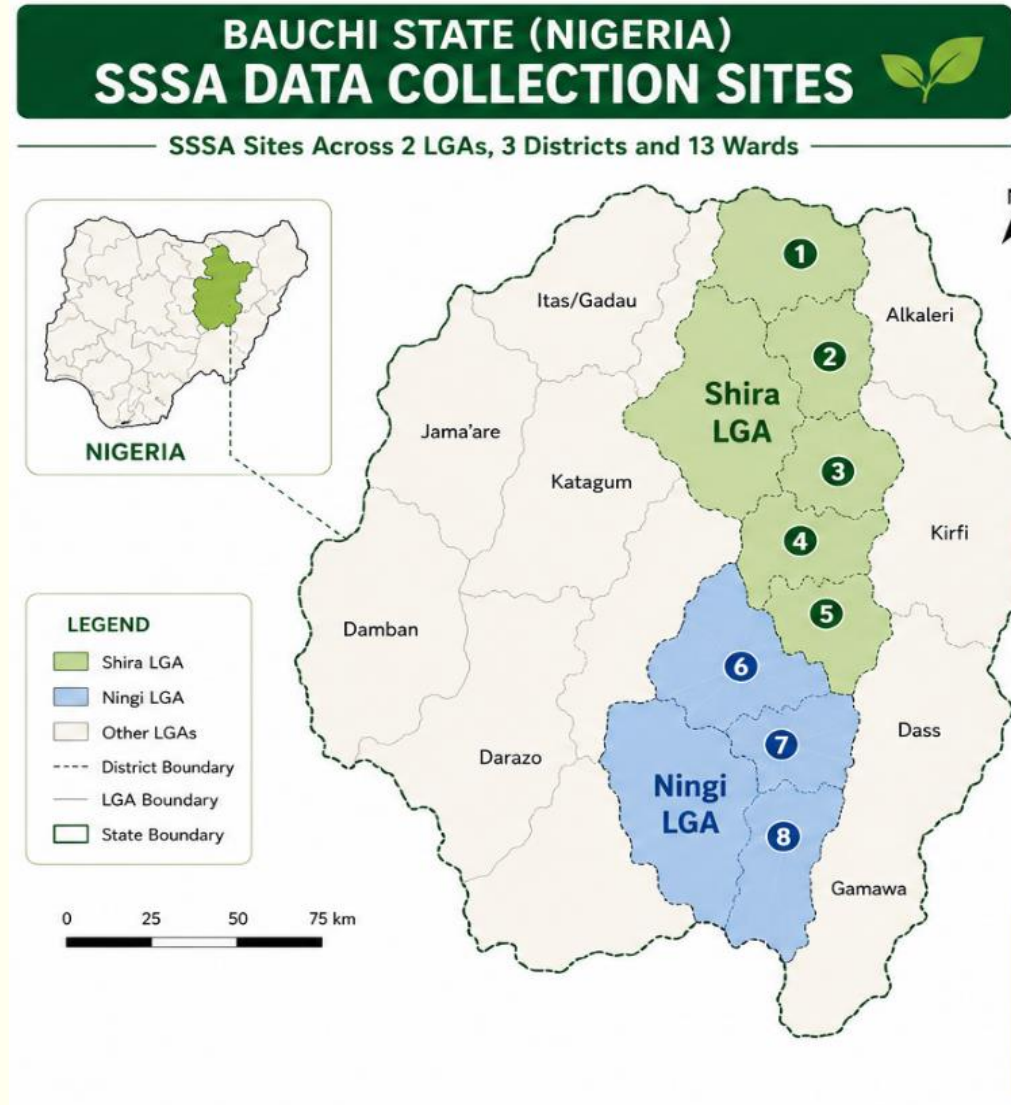 BAUCHI STATE (NIGERIA)
SSSA DATA COLLECTION SITES
SSSA Sites Across 2 LGAs, 3 Districts and 13 Wards
NIGERIA
1
Itas/Gadau
Alkaleri
2
Shira
LGA
Jama'are
3
Katagum
4
Kirfi
5
Damban
6
Dass
7
Darazo
Ningi
LGA
8
Gamawa
LEGEND
Shira LGA
Ningi LGA
Other LGAs
District Boundary
LGA Boundary
State Boundary
0 25 50 75 km